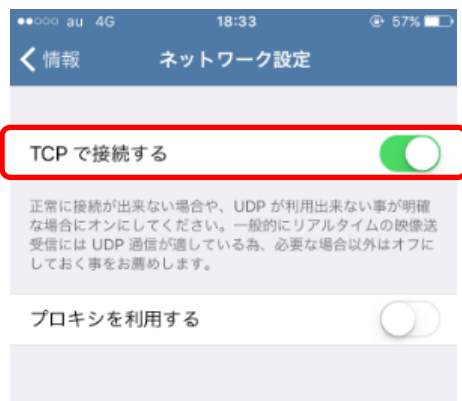 au 4G 18:33 57%
情報 ネットワーク設定
TCP で接続する
正常に接続が出来ない場合や、UDP が利用出来ない事が明確
な場合にオンにしてください。一般的にリアルタイムの映像送
受信には UDP 通信が適している為、必要な場合以外はオフに
しておく事をお薦めします。
プロキシを利用する